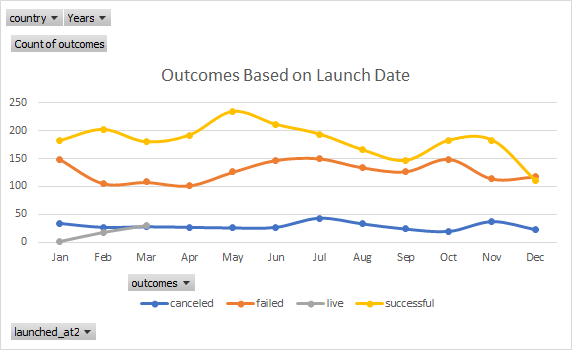 country Years
Count of outcomes
Outcomes Based on Launch Date
250
200
150
100
50
0
Jan Feb Mar Apr May Jun Jul Aug Sep Oct Nov Dec
outcomes
canceled failed live successful
launched_at2